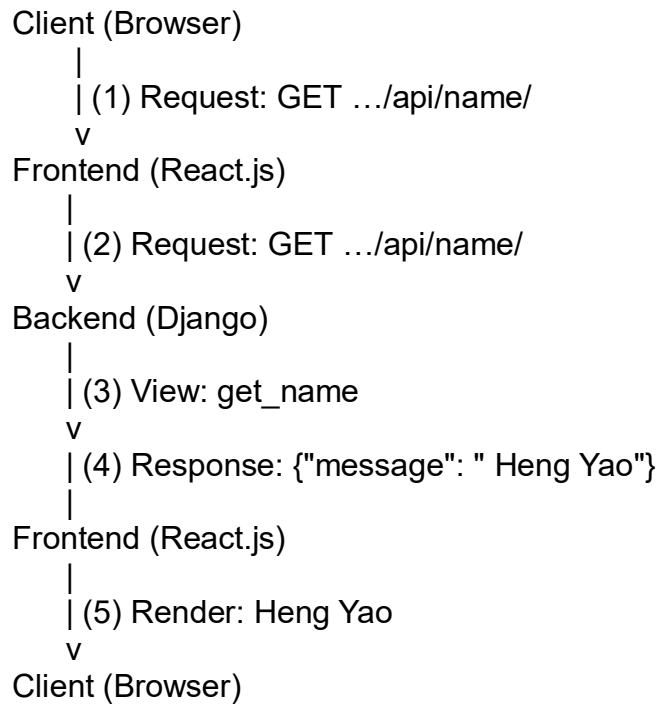 Client (Browser)
|
| (1) Request: GET …/api/name/
v
Frontend (React.js)
|
| (2) Request: GET …/api/name/
v
Backend (Django)
|
| (3) View: get_name
v
| (4) Response: {"message": " Heng Yao"}
|
Frontend (React.js)
|
| (5) Render: Heng Yao
v
Client (Browser)